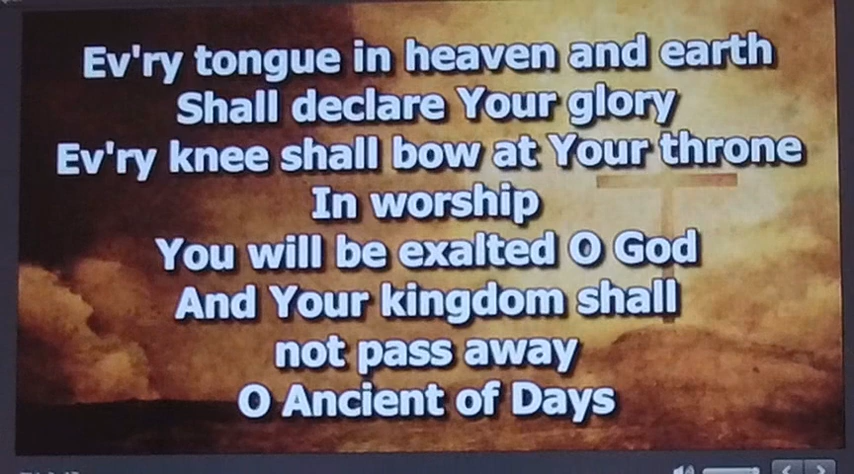 Ev'ry tongue in heaven and earth
Shall declare Your glory
Ev'ry knee shall bow at Your throne
In worship
You will be exalted O God
And Your kingdom shall
not pass away
O Ancient of Days